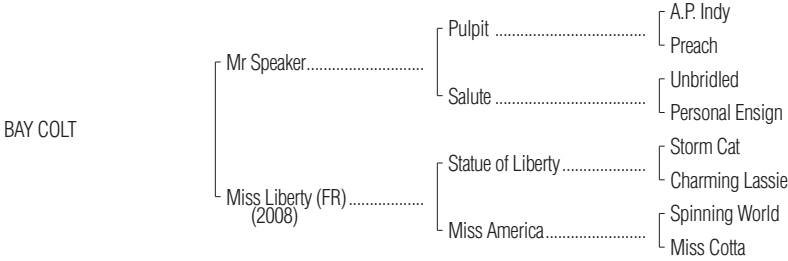 A.P. Indy
Pulpit ....................................
Preach
Mr Speaker...........................
Unbridled
Salute ....................................
Personal Ensign
BAY COLT
Storm Cat
Statue of Liberty....................
Charming Lassie
Miss Liberty (FR)..................
(2008)
Spinning World
Miss America........................
Miss Cotta